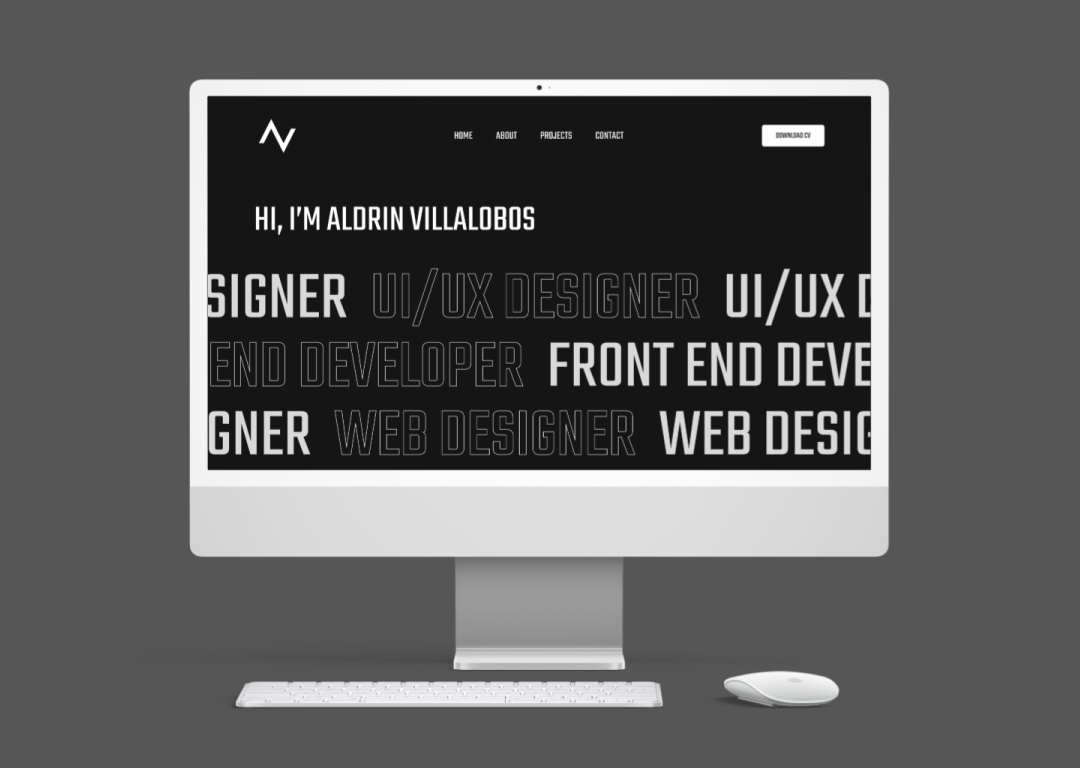 HOME ABOUT PROJECTS CONTACT DOWNLOAD CV
HI, I'M ALDRIN VILLALOBOS
SIGNER UI/UX DESIGNER UI/UX D
END DEVELOPER FRONT END DEVE
GNER WEB DESIGNER WEB DESIG